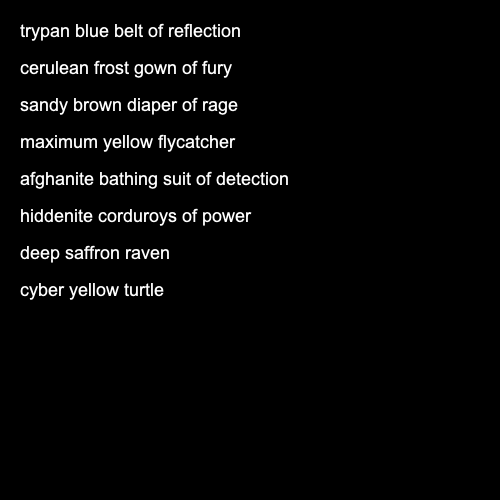 trypan blue belt of reflection
cerulean frost gown of fury
sandy brown diaper of rage
maximum yellow flycatcher
afghanite bathing suit of detection
hiddenite corduroys of power
deep saffron raven
cyber yellow turtle